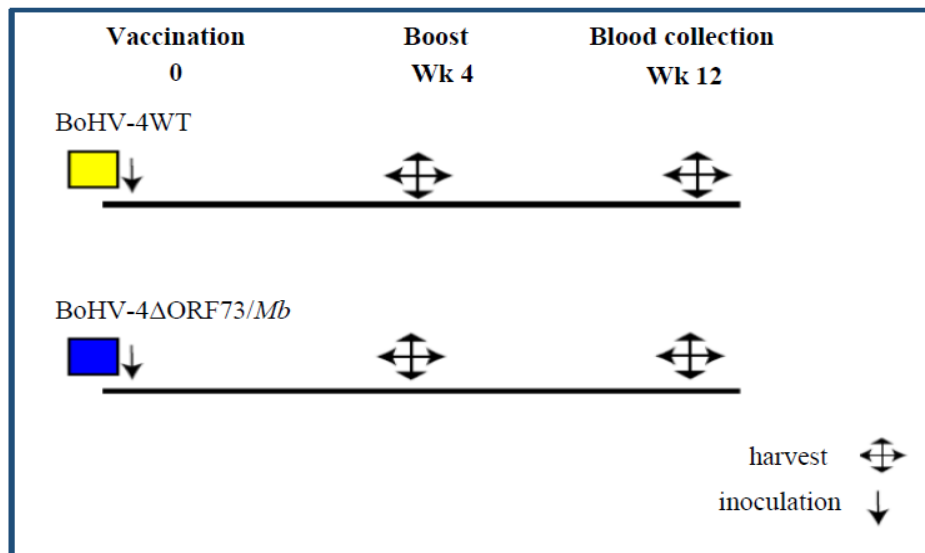 Vaccination Boost Blood collection
0 Wk 4 Wk 12
BoHV-4WT
BoHV-4ΔORF73/Mb
harvest
inoculation